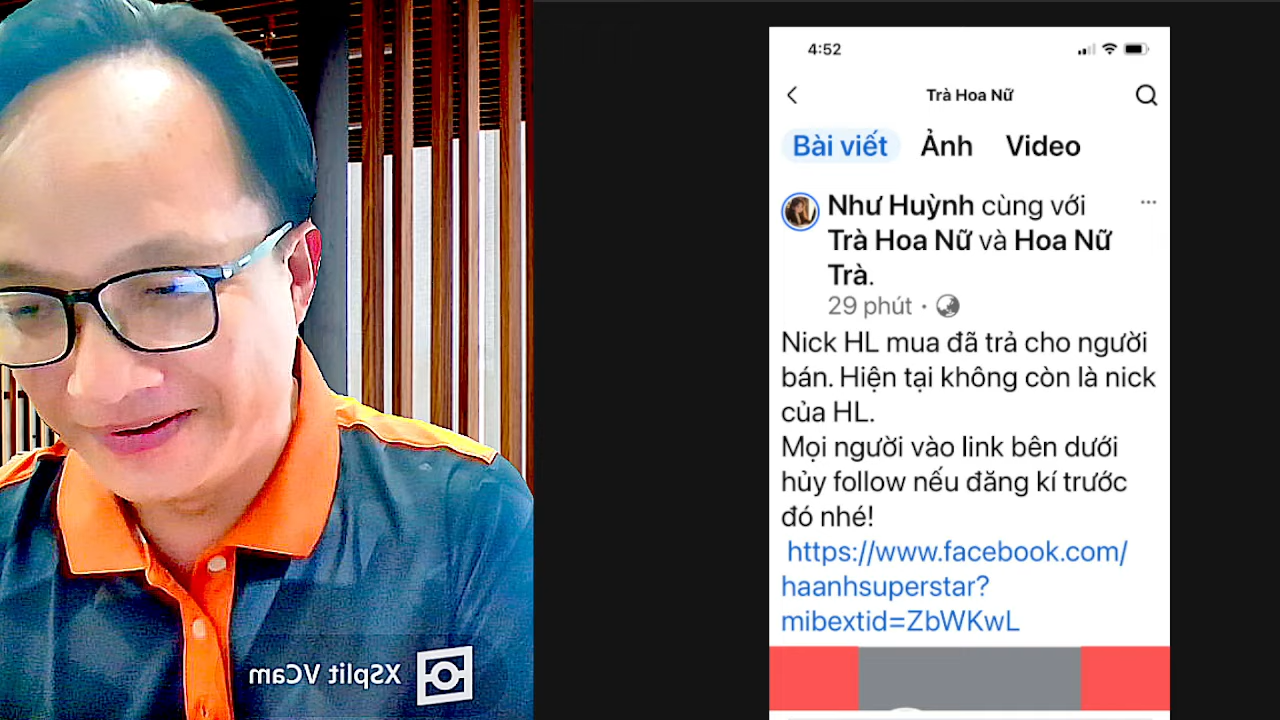 4:52
Trà Hoa Nữ
Bài viết Ảnh Video
Như Huỳnh cùng với
Trà Hoa Nữ và Hoa Nữ
Trà.
29 phút ·
Nick HL mua đã trả cho người
bán. Hiện tại không còn là nick
của HL.
Mọi người vào link bên dưới
hủy follow nếu đăng kí trước
đó nhé!
https://www.facebook.com/
haanhsuperstar?
mibextid=ZbWKwL
XSplit VCam